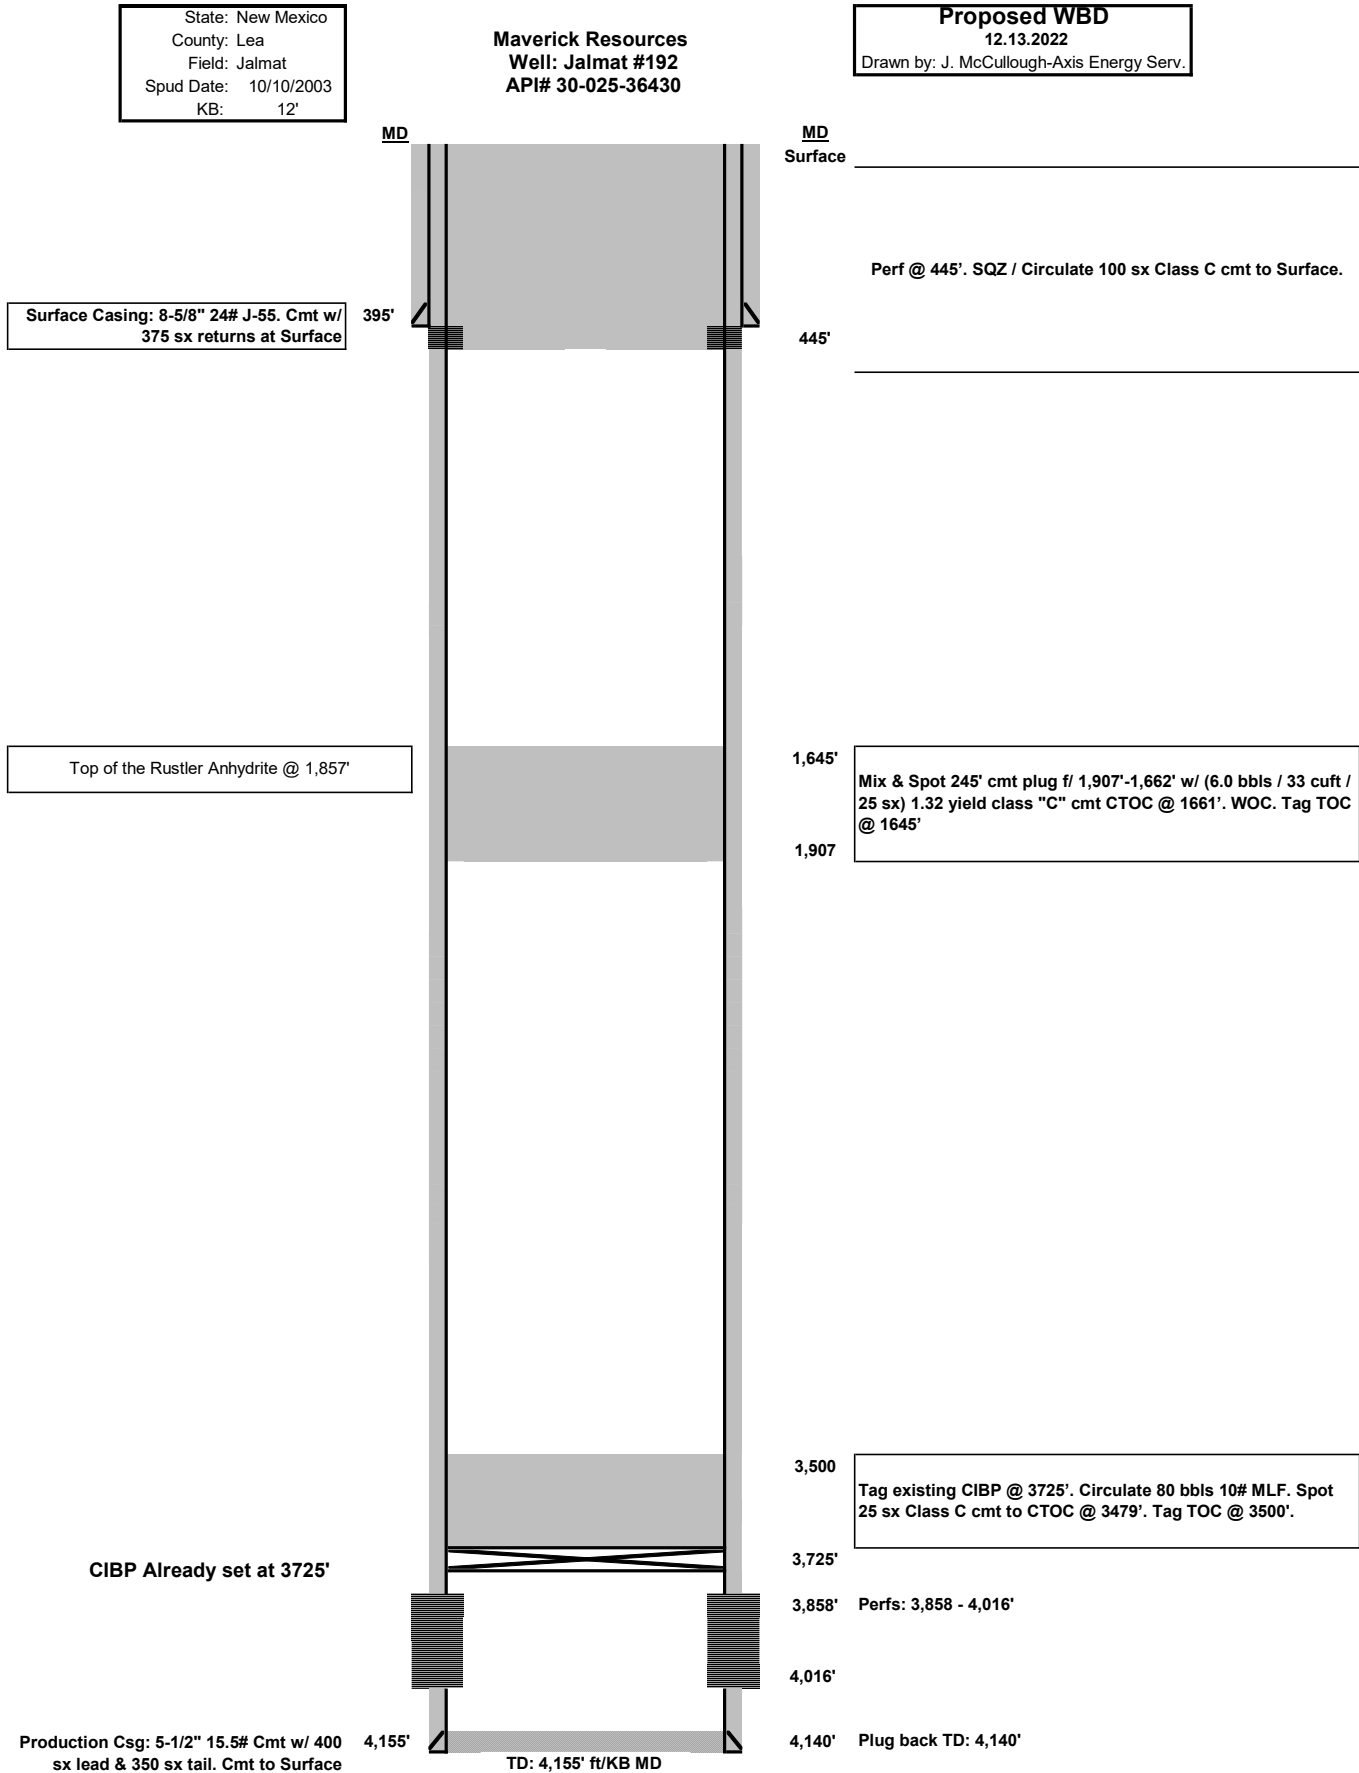 State: New Mexico
County: Lea
Field: Jalmat
Spud Date: 10/10/2003
KB: 12'
Maverick Resources
Well: Jalmat #192
API# 30-025-36430
Proposed WBD
12.13.2022
Drawn by: J. McCullough-Axis Energy Serv.
MD
MD
Surface
Perf @ 445’. SQZ / Circulate 100 sx Class C cmt to Surface.
Surface Casing: 8-5/8" 24# J-55. Cmt w/
375 sx returns at Surface
395'
445'
Top of the Rustler Anhydrite @ 1,857'
1,645'
Mix & Spot 245' cmt plug f/ 1,907'-1,662' w/ (6.0 bbls / 33 cuft /
25 sx) 1.32 yield class "C" cmt CTOC @ 1661’. WOC. Tag TOC
@ 1645’
1,907
3,500
Tag existing CIBP @ 3725’. Circulate 80 bbls 10# MLF. Spot
25 sx Class C cmt to CTOC @ 3479’. Tag TOC @ 3500'.
CIBP Already set at 3725'
3,725'
3,858'
Perfs: 3,858 - 4,016'
4,016'
Production Csg: 5-1/2" 15.5# Cmt w/ 400
sx lead & 350 sx tail. Cmt to Surface
4,155'
4,140'
Plug back TD: 4,140'
TD: 4,155' ft/KB MD